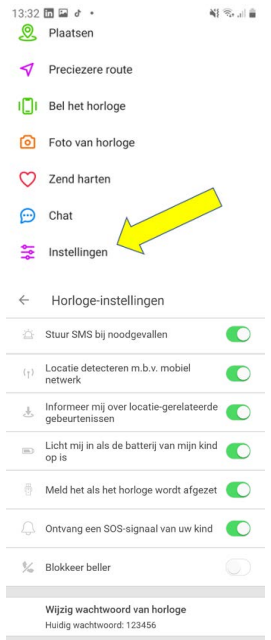 13:32
Plaatsen
Preciezere route
Bel het horloge
Foto van horloge
Zend harten
Chat
Instellingen
Horloge-instellingen
Stuur SMS bij noodgevallen
Locatie detecteren m.b.v. mobiel
netwerk
Informeer mij over locatie-gerelateerde
gebeurtenissen
Licht mij in als de batterij van mijn kind
op is
Meld het als het horloge wordt afgezet
Ontvang een SOS-signaal van uw kind
Blokkeer beller
Wijzig wachtwoord van horloge
Huidig wachtwoord: 123456